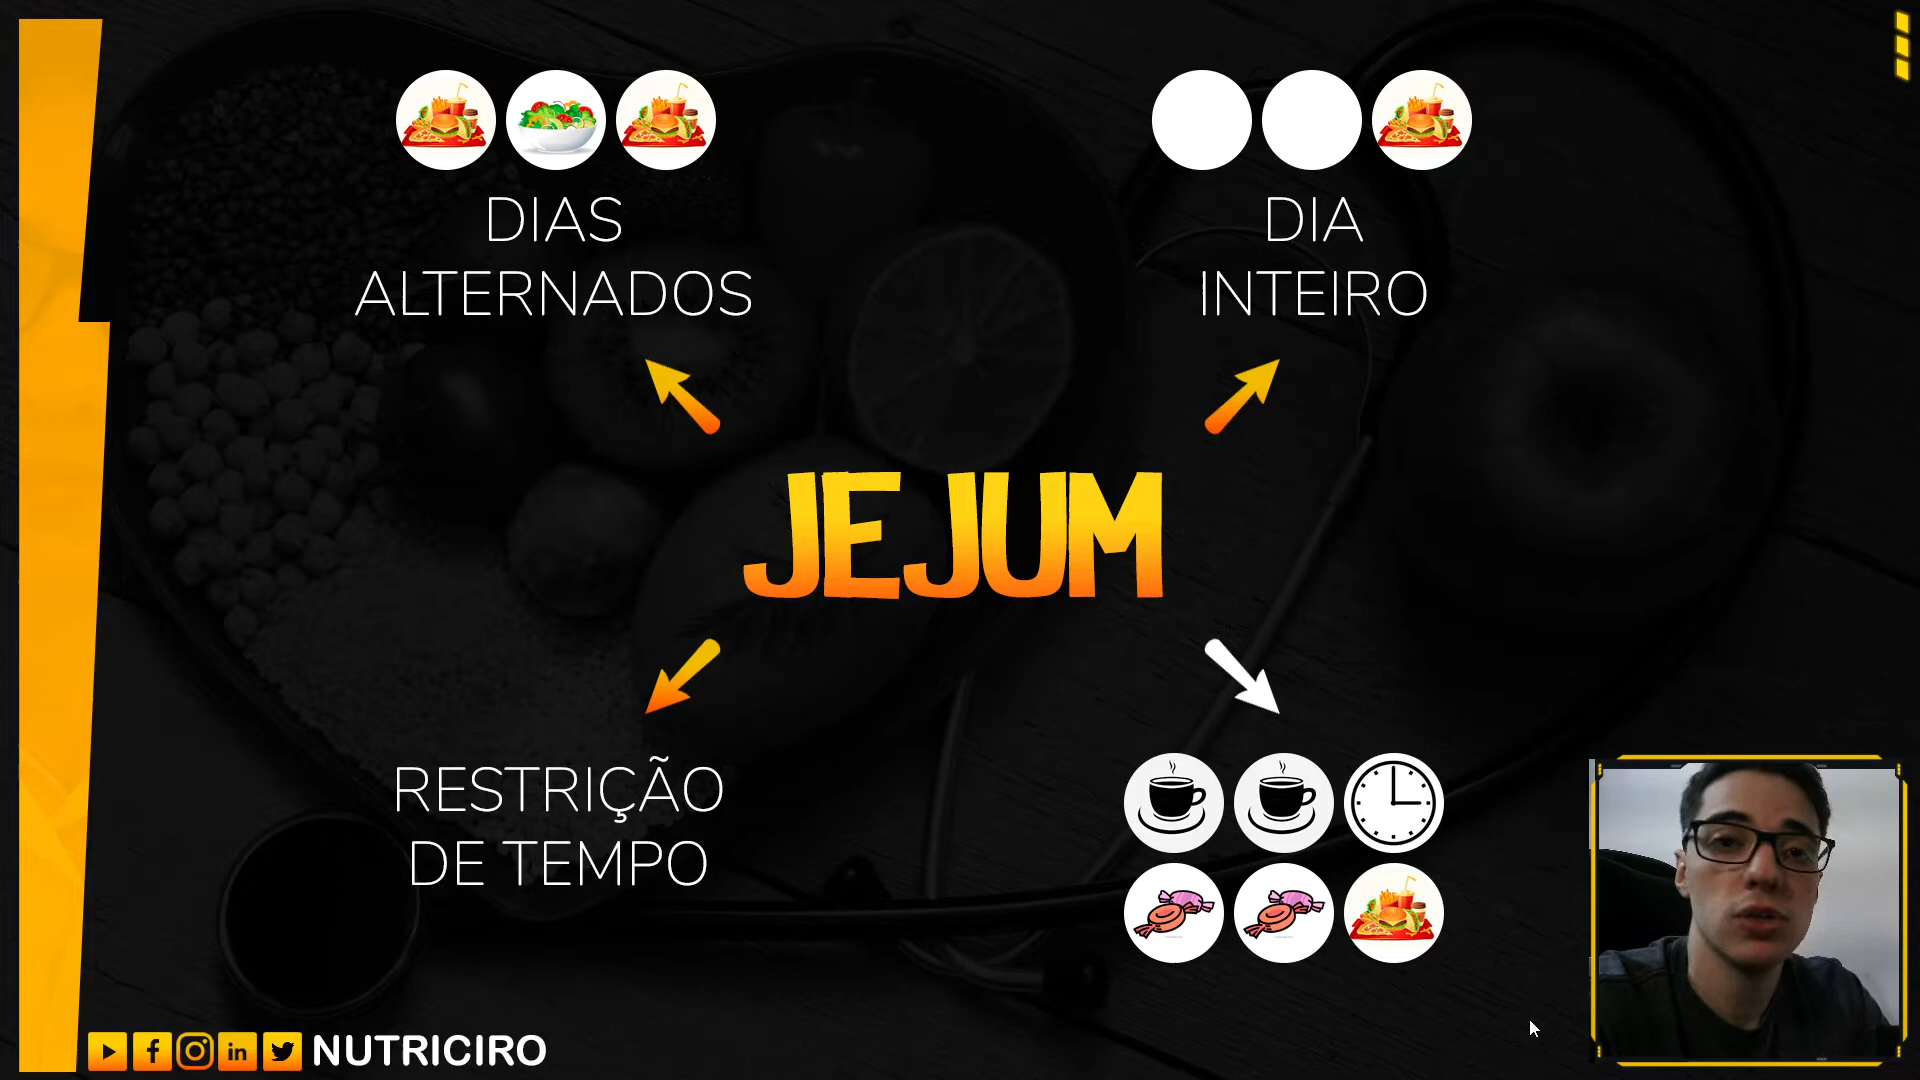 DIAS
ALTERNADOS
DIA
INTEIRO
JEJUM
RESTRIÇÃO
DE TEMPO
NUTRICIRO